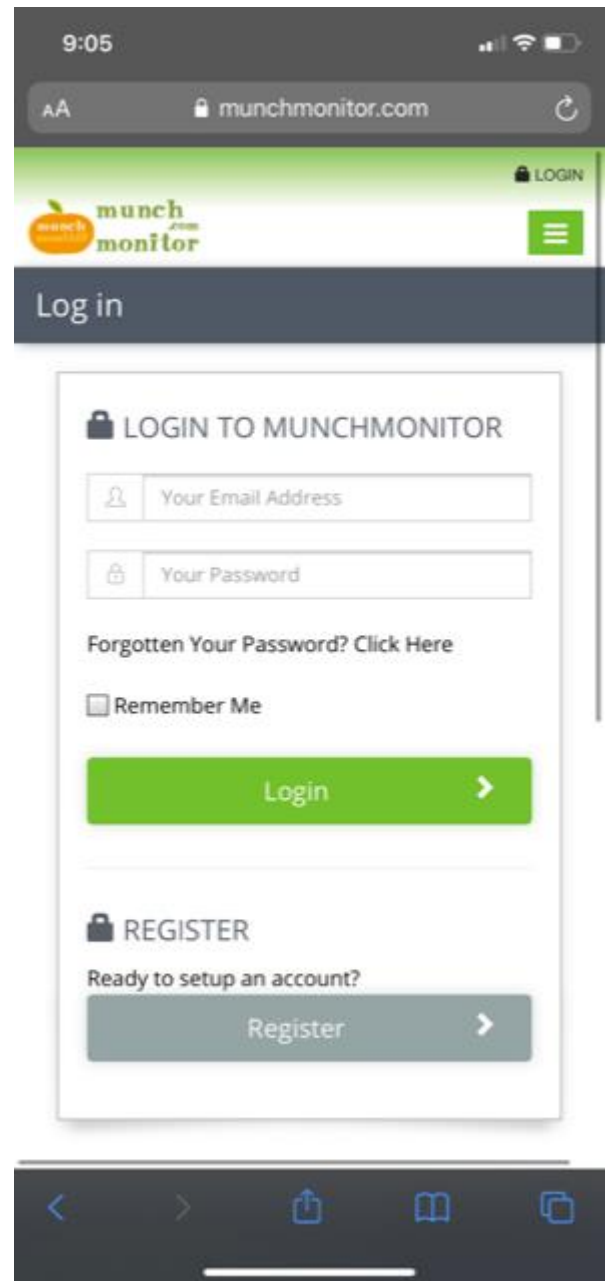 9:05
AA munchmonitor.com
LOGIN
munch
.com
monitor
Log in
LOGIN TO MUNCHMONITOR
Your Email Address
Your Password
Forgotten Your Password? Click Here
Remember Me
Login
REGISTER
Ready to setup an account?
Register